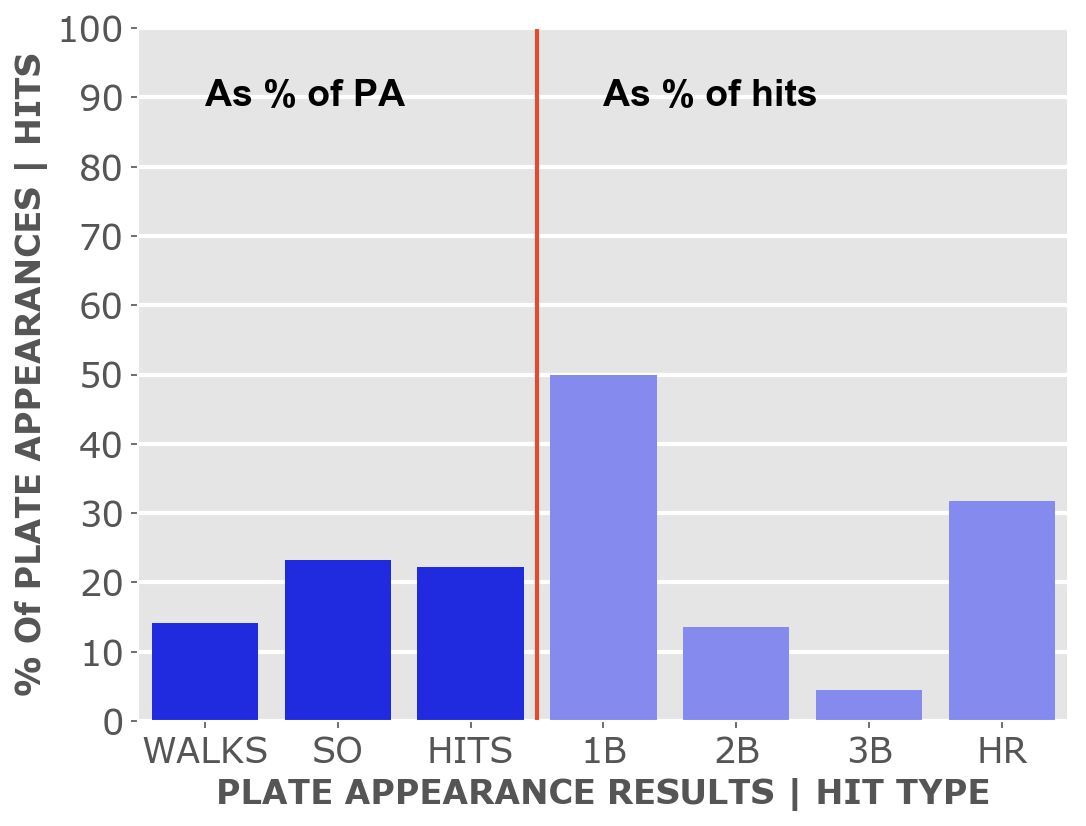 % Of PLATE APPEARANCES | HITS
100
90
80
70
60
50
40
30
20
10
0
As % of PA
As % of hits
WALKS SO HITS 1B 2B 3B HR
PLATE APPEARANCE RESULTS | HIT TYPE